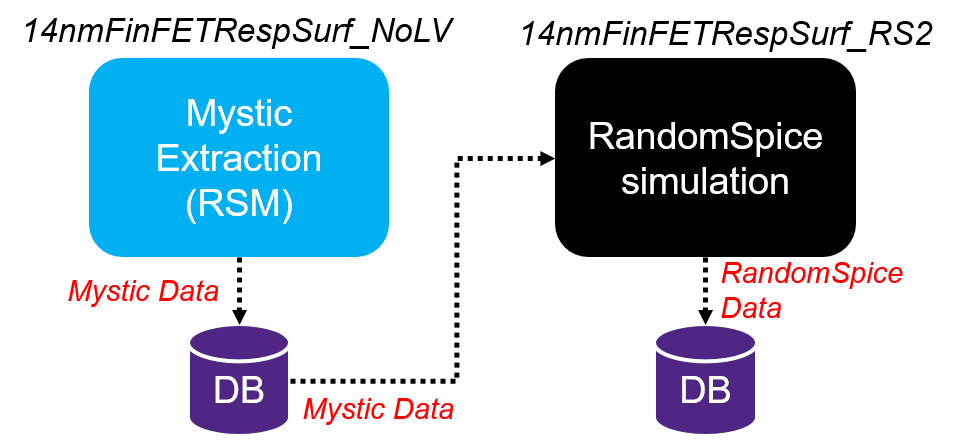 14nmFinFETRespSurf_NoLV
14nmFinFETRespSurf_RS2
Mystic
Extraction
(RSM)
RandomSpice
simulation
Mystic Data
RandomSpice
Data
DB
Mystic Data
DB